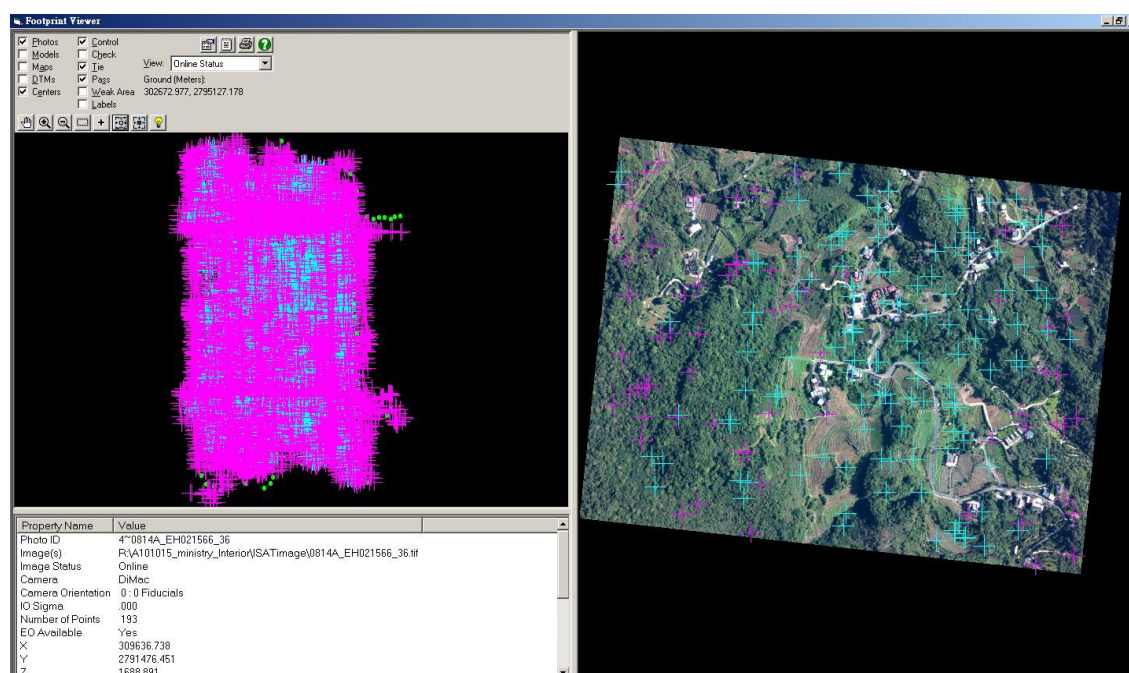 Footprint Viewer
Photos Control
Models Check
Maps Tie View: Online Status
DTMs Pass Ground (Meters):
Centers Weak Area 302672.977, 2795127.178
Labels
Property Name Value
Photo ID 4~0814A_EH021566_36
Image(s) R:\A101015_ministry_Interior\ISATimage\0814A_EH021566_36.tif
Image Status Online
Camera DiMac
Camera Orientation 0 : 0 Fiducials
IO Sigma .000
Number of Points 193
EO Available Yes
X 309636.738
Y 2791476.451
Z 1688.891